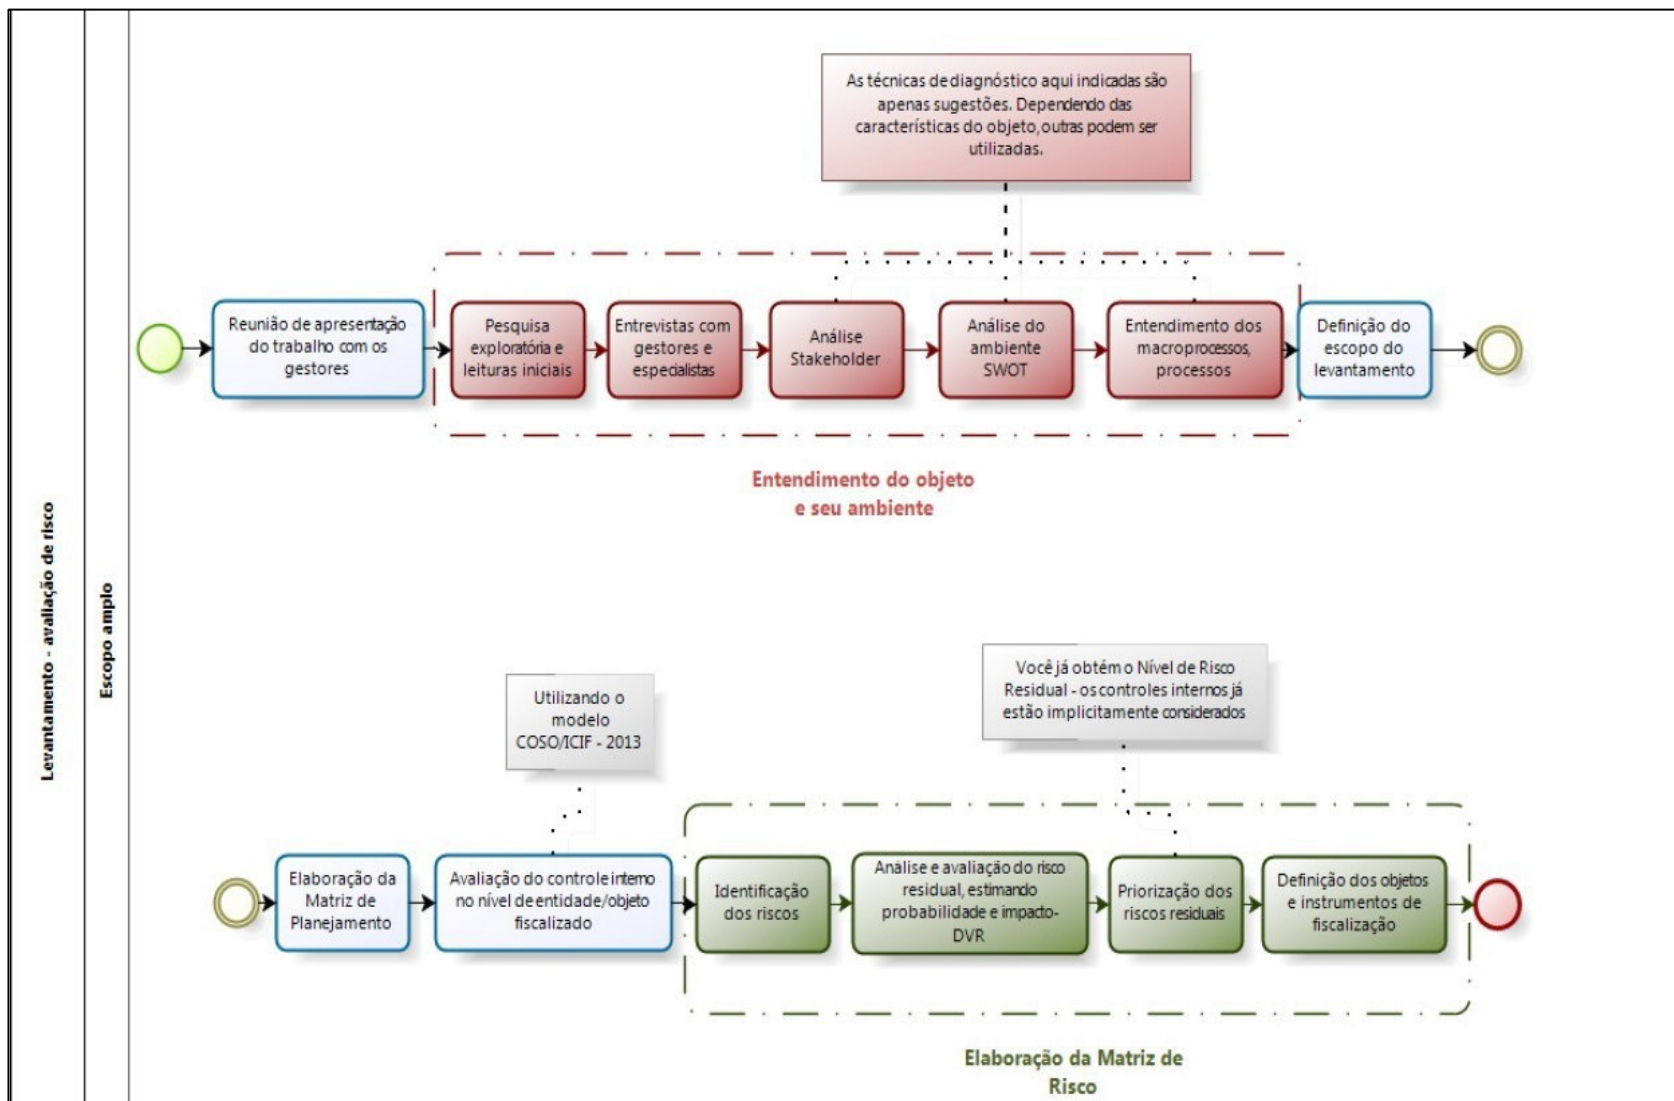 Levantamento - avaliação de risco
Escopo amplo
As técnicas de diagnóstico aqui indicadas são
apenas sugestões. Dependendo das
características do objeto, outras podem ser
utilizadas.
Reunião de apresentação
do trabalho com os
gestores
Pesquisa
exploratória e
leituras iniciais
Entrevistas com
gestores e
especialistas
Análise
Stakeholder
Análise do
ambiente
SWOT
Entendimento dos
macroprocessos,
processos
Definição do
escopo do
levantamento
Entendimento do objeto
e seu ambiente
Utilizando o
modelo
COSO/ICIF - 2013
Você já obtém o Nível de Risco
Residual - os controles internos já
estão implicitamente considerados
Elaboração da
Matriz de
Planejamento
Avaliação do controle interno
no nível de entidade/objeto
fiscalizado
Identificação
dos riscos
Análise e avaliação do risco
residual, estimando
probabilidade e impacto-
DVR
Priorização dos
riscos residuais
Definição dos objetos
e instrumentos de
fiscalização
Elaboração da Matriz de
Risco